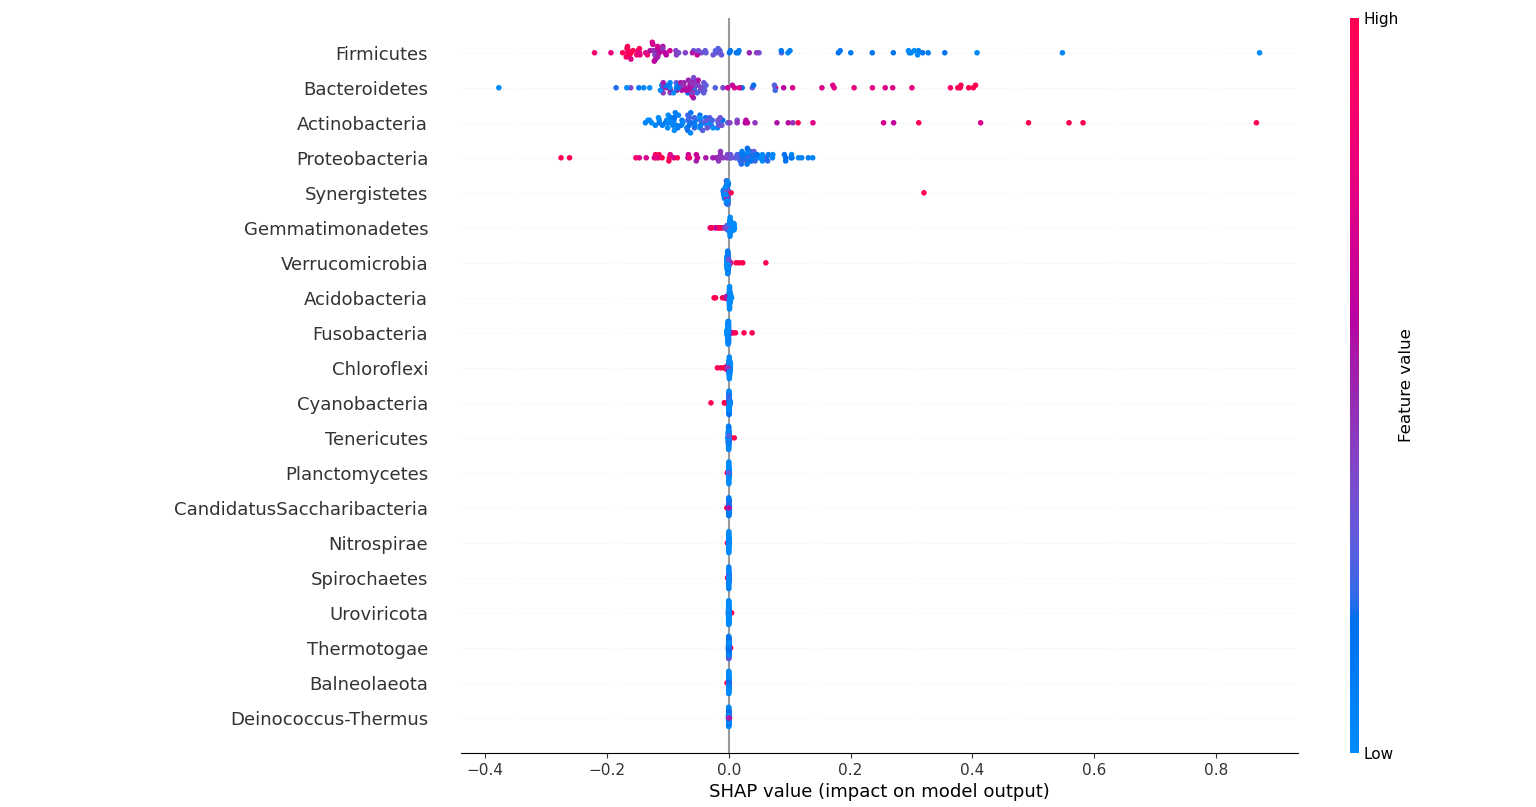 High
Firmicutes
Bacteroidetes
Actinobacteria
Proteobacteria
Synergistetes
Gemmatimonadetes
Verrucomicrobia
Acidobacteria
Fusobacteria
Chloroflexi
Cyanobacteria
Tenericutes
Planctomycetes
CandidatusSaccharibacteria
Nitrospirae
Spirochaetes
Uroviricota
Thermotogae
Balneolaeota
Deinococcus-Thermus
Feature value
Low
−0.4 −0.2 0.0 0.2 0.4 0.6 0.8
SHAP value (impact on model output)